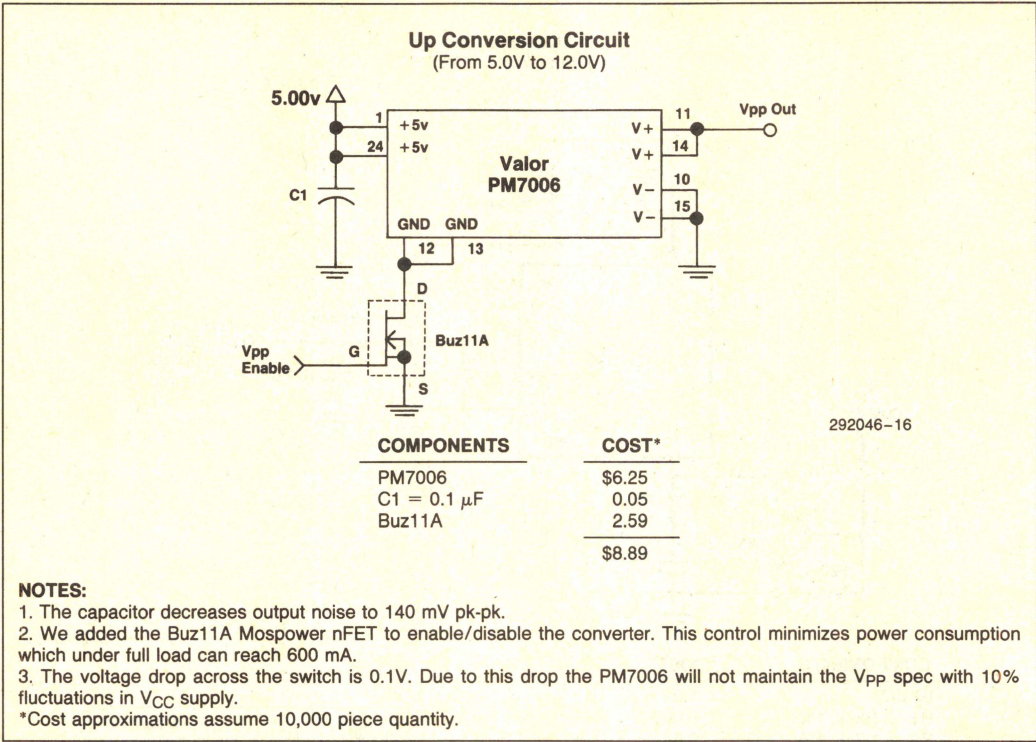 Up Conversion Circuit
(From 5.0V to 12.0V)
5.00v
1
+5v
24
+5v
C1
Valor
PM7006
V+
11
V+
14
V−
10
V−
15
Vpp Out
GND GND
12 13
D
Buz11A
Vpp
Enable
G
S
292046–16
COMPONENTS COST*
PM7006 $6.25
C1 = 0.1 μF 0.05
Buz11A 2.59
$8.89
NOTES:
1. The capacitor decreases output noise to 140 mV pk-pk.
2. We added the Buz11A Mospower nFET to enable/disable the converter. This control minimizes power consumption
which under full load can reach 600 mA.
3. The voltage drop across the switch is 0.1V. Due to this drop the PM7006 will not maintain the VPP spec with 10%
fluctuations in VCC supply.
*Cost approximations assume 10,000 piece quantity.